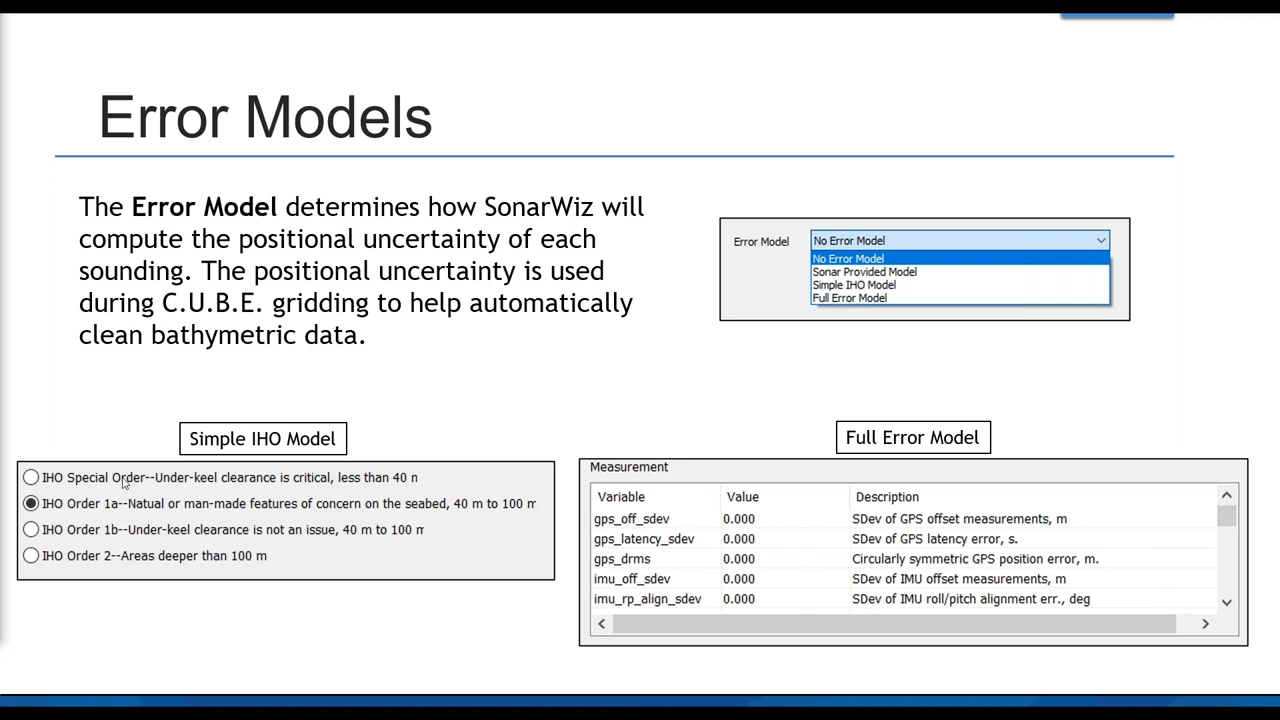 Error Models
The Error Model determines how SonarWiz will
compute the positional uncertainty of each
sounding. The positional uncertainty is used
during C.U.B.E. gridding to help automatically
clean bathymetric data.
Error Model
No Error Model
No Error Model
Sonar Provided Model
Simple IHO Model
Full Error Model
Simple IHO Model
IHO Special Order--Under-keel clearance is critical, less than 40 n
IHO Order 1a--Natual or man-made features of concern on the seabed, 40 m to 100 m
IHO Order 1b--Under-keel clearance is not an issue, 40 m to 100 m
IHO Order 2--Areas deeper than 100 m
Full Error Model
Measurement
Variable Value Description
gps_off_sdev 0.000 SDev of GPS offset measurements, m
gps_latency_sdev 0.000 SDev of GPS latency error, s.
gps_drms 0.000 Circularly symmetric GPS position error, m.
imu_off_sdev 0.000 SDev of IMU offset measurements, m
imu_rp_align_sdev 0.000 SDev of IMU roll/pitch alignment err., deg